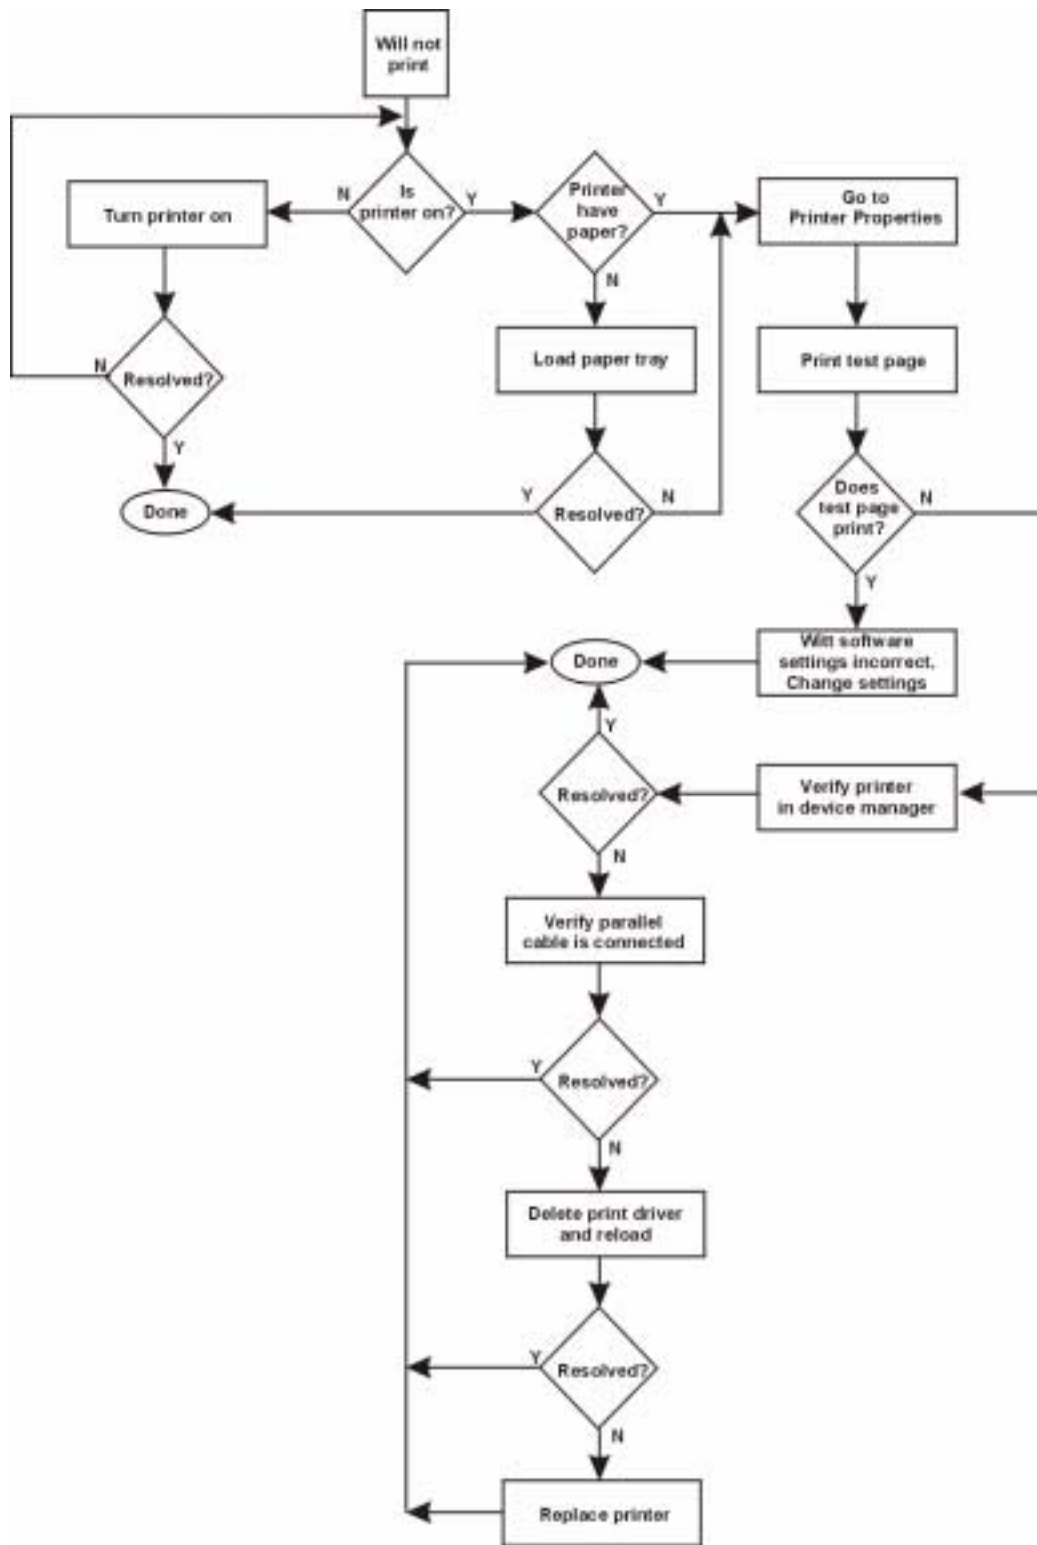 Will not
print
N
Is
printer on?
Y
Printer
have
paper?
Y
Go to
Printer Properties
Turn printer on
N
Load paper tray
Print test page
N
Resolved?
Y
Done
Y
Resolved?
N
Does
test page
print?
N
Y
Witt software
settings incorrect.
Change settings
Done
Y
Resolved?
Verify printer
in device manager
N
Verify parallel
cable is connected
Y
Resolved?
N
Delete print driver
and reload
Y
Resolved?
N
Replace printer